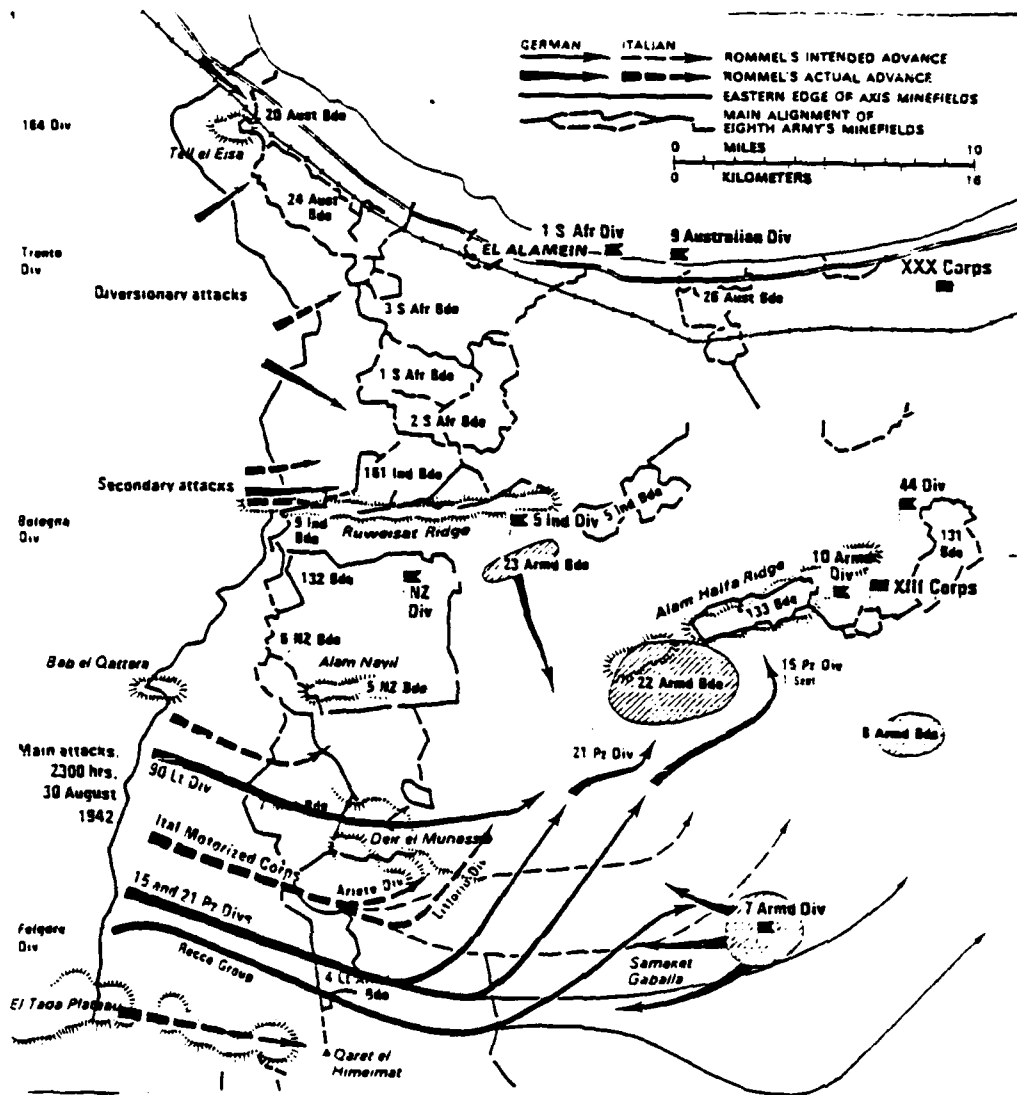 GERMAN ITALIAN
ROMMEL'S INTENDED ADVANCE
ROMMEL'S ACTUAL ADVANCE
EASTERN EDGE OF AXIS MINEFIELDS
MAIN ALIGNMENT OF
EIGHTH ARMY'S MINEFIELDS
MILES
0 10
0 16
KILOMETERS
164 Div
20 Aust Bde
Tell el Eisa
24 Aust
Bde
1 S Afr Div
EL ALAMEIN
9 Australian Div
XXX Corps
Trento
Div
Diversionary attacks
3 S Afr Bde
26 Aust Bde
1 S Afr Bde
2 S Afr Bde
161 Ind Bde
Secondary attacks
Bologna
Div
9 Ind
Bde
Ruweisat Ridge
5 Ind Div
5 Ind Bde
44 Div
131
Bde
23 Armd Bde
132 Bde
NZ
Div
10 Armd
Div
XIII Corps
Alam Halfa Ridge
133 Bde
6 NZ Bde
Bab el Qattara
Alam Nayil
5 NZ Bde
22 Armd Bde
15 Pz Div
1 Sept
8 Armd Bde
21 Pz Div
Main attacks,
2300 hrs,
30 August
1942
90 Lt Div
Bde
Deir el Munassib
Ital Motorized Corps
Ariete Div
Littorio Div
15 and 21 Pz Divs
7 Armd Div
Folgore
Div
Recce Group
4 Lt
Bde
Samaket
Gaballa
El Taqa Plateau
Qaret el
Himeimat